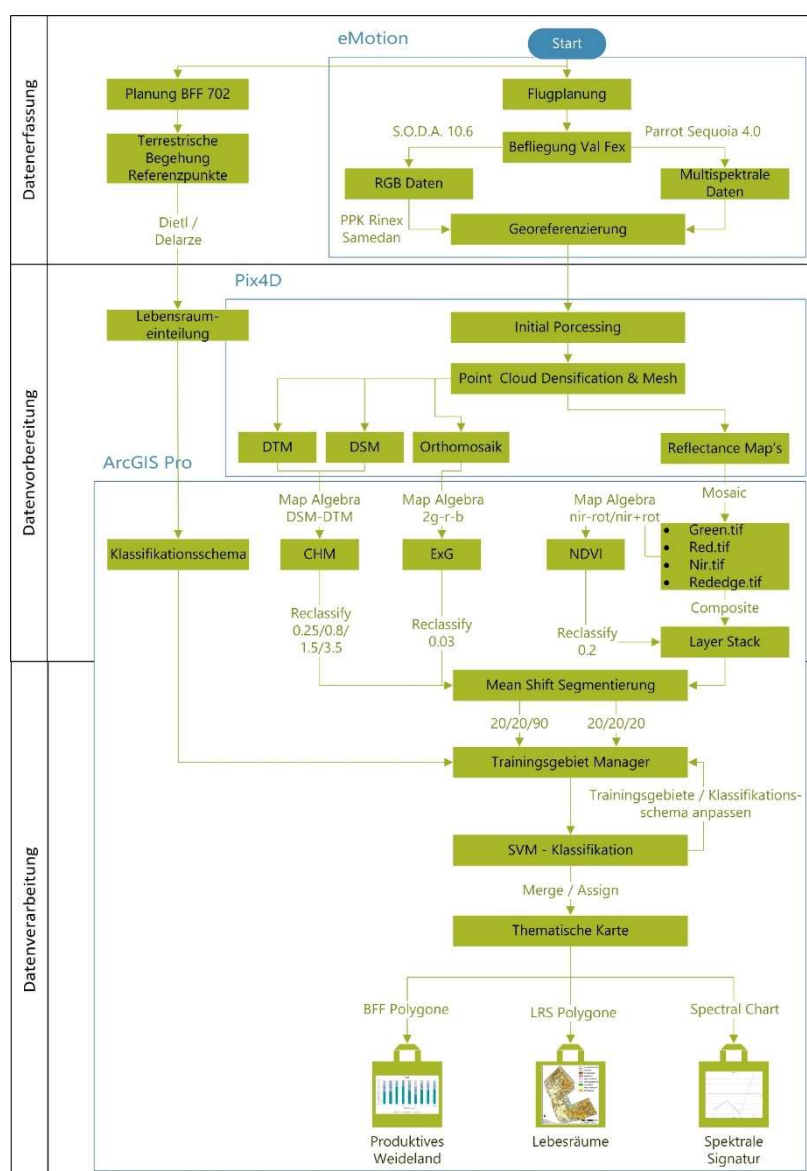 Datenerfassung
eMotion
Start
Planung BFF 702
Flugplanung
Terrestrische
Begehung
Referenzpunkte
S.O.D.A. 10.6
Befliegung Val Fex
Parrot Sequoia 4.0
RGB Daten
Multispektrale
Daten
Dietl /
Delarze
PPK Rinex
Samedan
Georeferenzierung
Datenvorbereitung
Pix4D
Lebensraum-
einteilung
Initial Porcessing
Point Cloud Densification & Mesh
DTM
DSM
Orthomosaik
Reflectance Map's
ArcGIS Pro
Map Algebra
DSM-DTM
Map Algebra
2g-r-b
Map Algebra
nir-rot/nir+rot
Mosaic
• Green.tif
• Red.tif
• Nir.tif
• Rededge.tif
Klassifikationsschema
CHM
ExG
NDVI
Reclassify
0.25/0.8/
1.5/3.5
Reclassify
0.03
Reclassify
0.2
Composite
Layer Stack
Datenverarbeitung
Mean Shift Segmentierung
20/20/90
20/20/20
Trainingsgebiet Manager
Trainingsgebiete / Klassifikations-
schema anpassen
SVM - Klassifikation
Merge / Assign
Thematische Karte
BFF Polygone
LRS Polygone
Spectral Chart
Produktives
Weideland
Lebesräume
Spektrale
Signatur